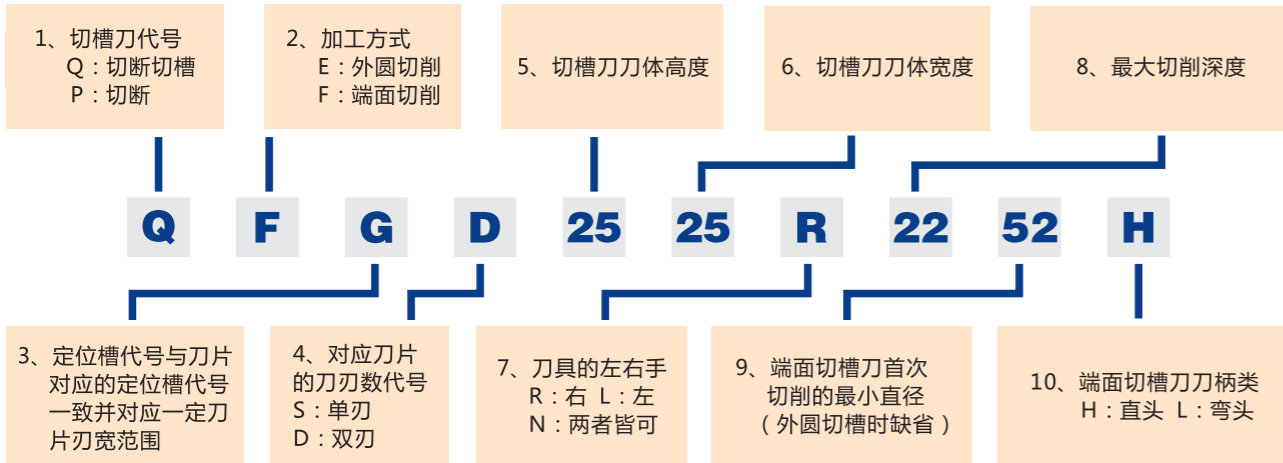 1、切槽刀代号
Q：切断切槽
P：切断
2、加工方式
E：外圆切削
F：端面切削
5、切槽刀刀体高度
6、切槽刀刀体宽度
8、最大切削深度
Q F G D 25 25 R 22 52 H
3、定位槽代号与刀片
对应的定位槽代号
一致并对应一定刀
片刃宽范围
4、对应刀片
的刀刃数代号
S：单刃
D：双刃
7、刀具的左右手
R：右 L：左
N：两者皆可
9、端面切槽刀首次
切削的最小直径
（外圆切槽时缺省）
10、端面切槽刀刀柄类
H：直头 L：弯头